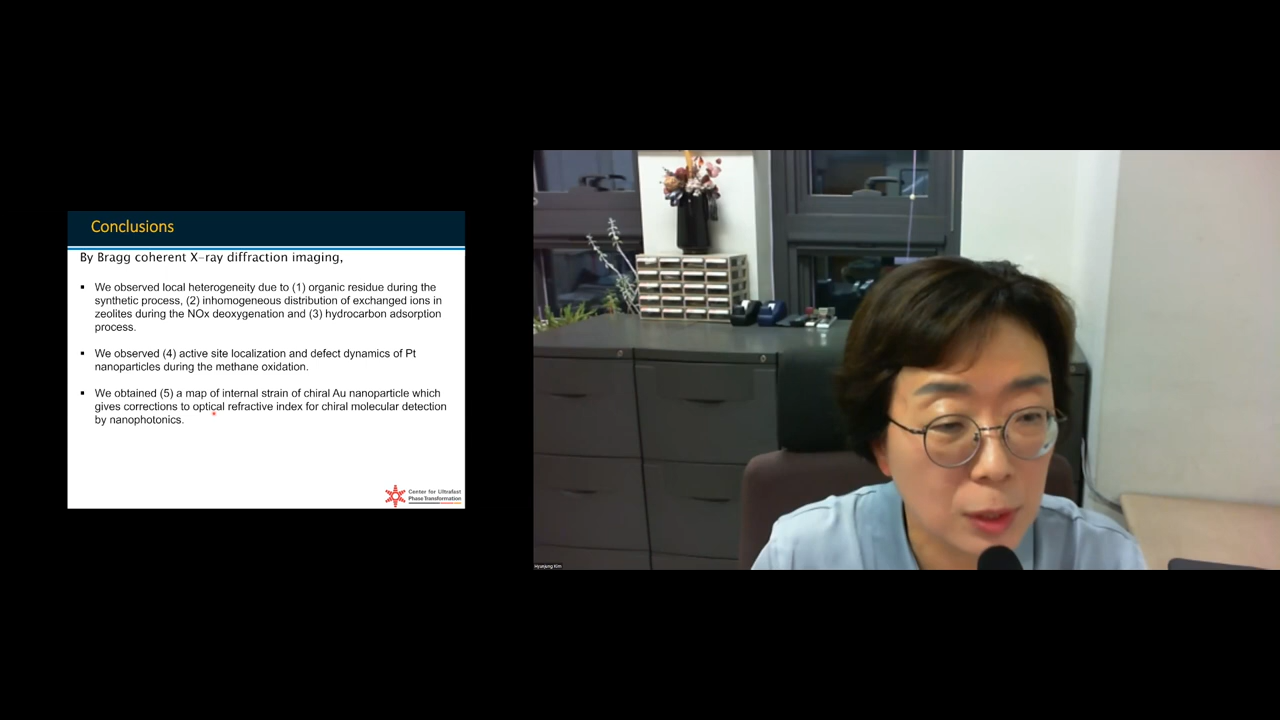 Conclusions
By Bragg coherent X-ray diffraction imaging,
▪ We observed local heterogeneity due to (1) organic residue during the
synthetic process, (2) inhomogeneous distribution of exchanged ions in
zeolites during the NOx deoxygenation and (3) hydrocarbon adsorption
process.
▪ We observed (4) active site localization and defect dynamics of Pt
nanoparticles during the methane oxidation.
▪ We obtained (5) a map of internal strain of chiral Au nanoparticle which
gives corrections to optical refractive index for chiral molecular detection
by nanophotonics.
Center for Ultrafast
Phase Transformation
Hyunjung Kim